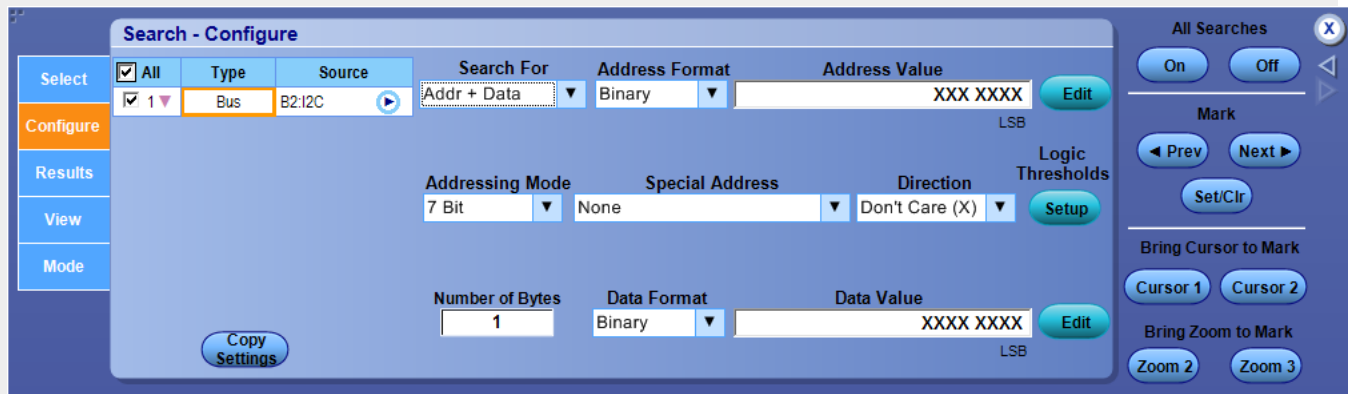 Search - Configure
All Searches
X
On Off
Select
Configure
Results
View
Mode
All Type Source
1 Bus B2:I2C
Search For Address Format Address Value
Addr + Data Binary XXX XXXX Edit
LSB
Logic
Thresholds
Addressing Mode Special Address Direction
7 Bit None Don't Care (X) Setup
Number of Bytes Data Format Data Value
1 Binary XXXX XXXX Edit
LSB
Copy
Settings
Mark
Prev Next
Set/Clr
Bring Cursor to Mark
Cursor 1 Cursor 2
Bring Zoom to Mark
Zoom 2 Zoom 3